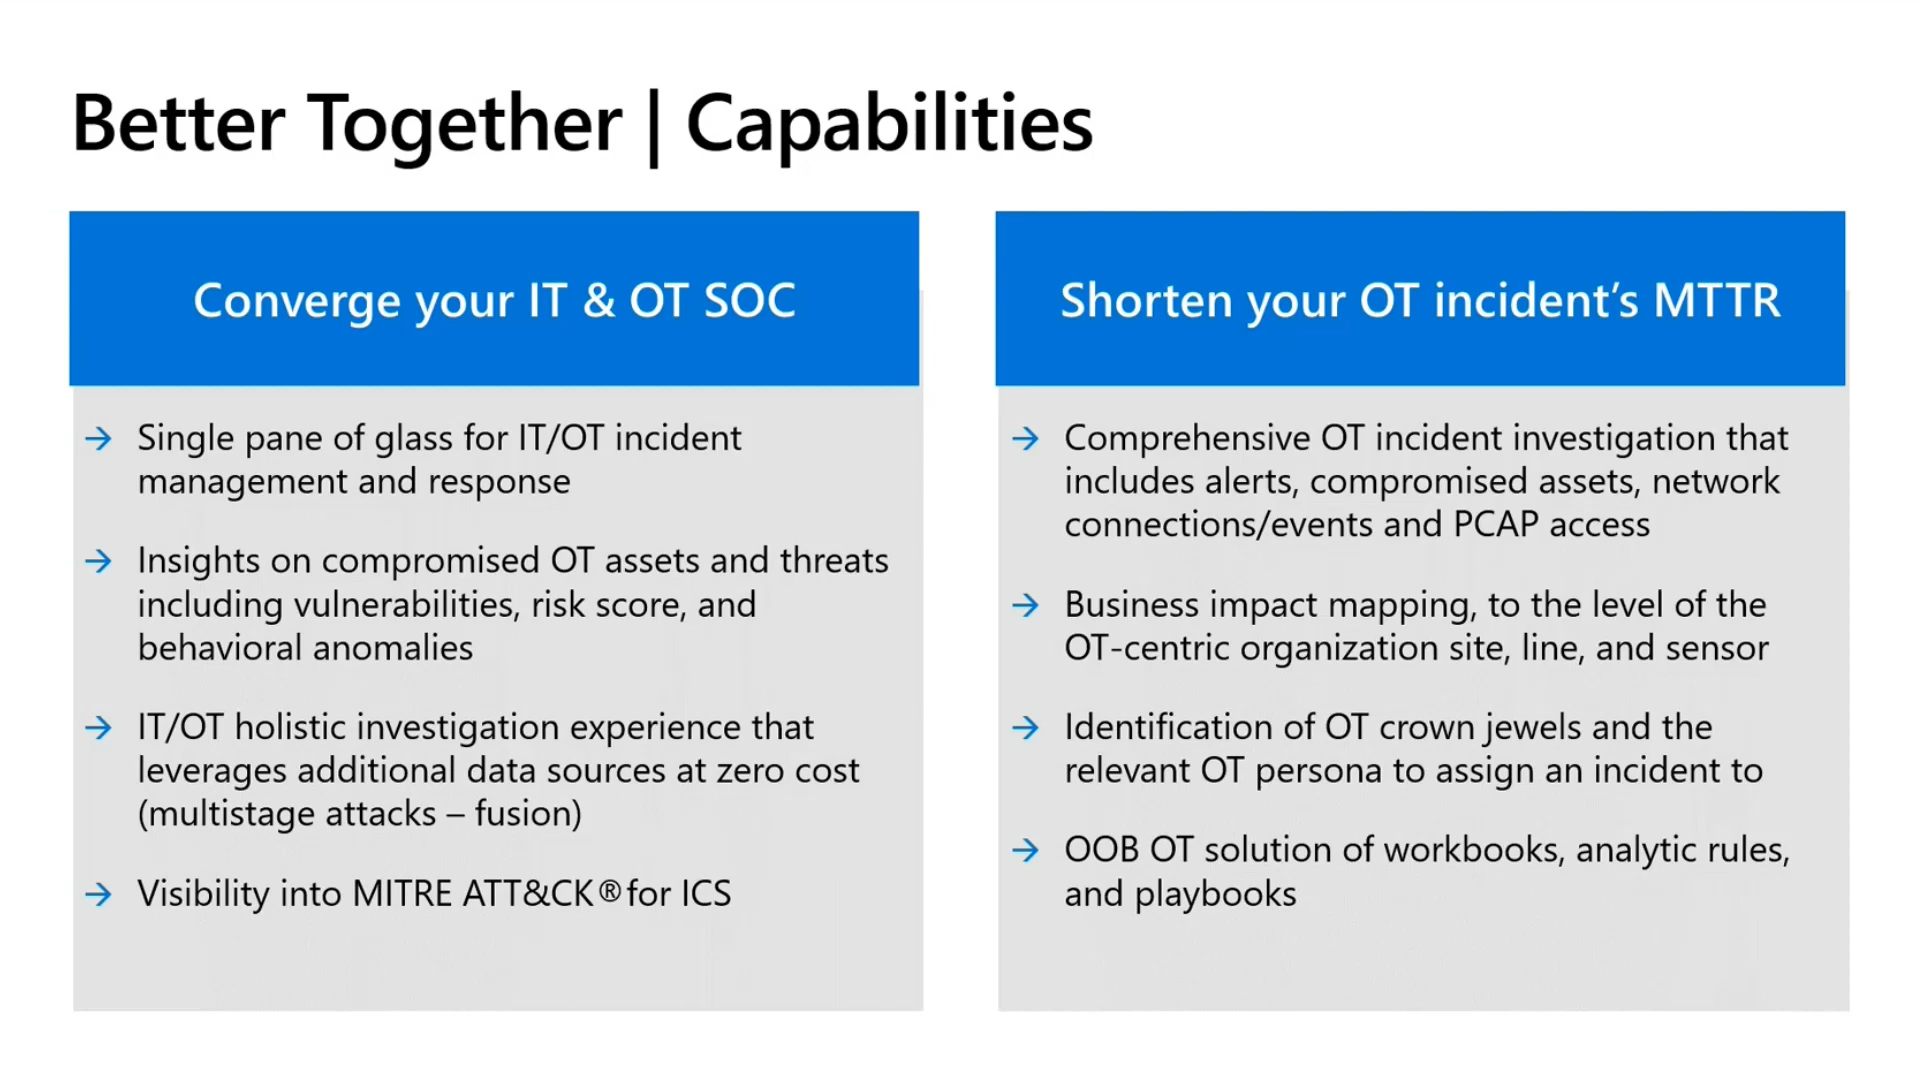 Better Together | Capabilities
Converge your IT & OT SOC
→ Single pane of glass for IT/OT incident
management and response
→ Insights on compromised OT assets and threats
including vulnerabilities, risk score, and
behavioral anomalies
→ IT/OT holistic investigation experience that
leverages additional data sources at zero cost
(multistage attacks – fusion)
→ Visibility into MITRE ATT&CK® for ICS
Shorten your OT incident’s MTTR
→ Comprehensive OT incident investigation that
includes alerts, compromised assets, network
connections/events and PCAP access
→ Business impact mapping, to the level of the
OT-centric organization site, line, and sensor
→ Identification of OT crown jewels and the
relevant OT persona to assign an incident to
→ OOB OT solution of workbooks, analytic rules,
and playbooks